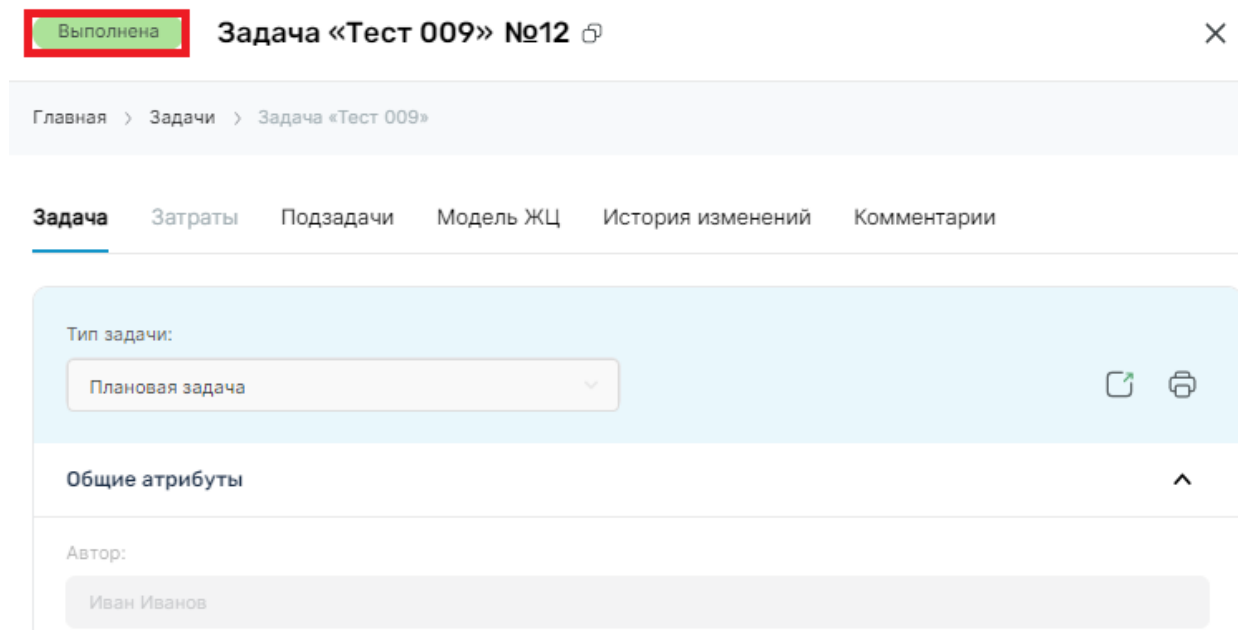 Выполнена Задача «Тест 009» №12
Главная > Задачи > Задача «Тест 009»
Задача Затраты Подзадачи Модель ЖЦ История изменений Комментарии
Тип задачи:
Плановая задача
Общие атрибуты
Автор:
Иван Иванов